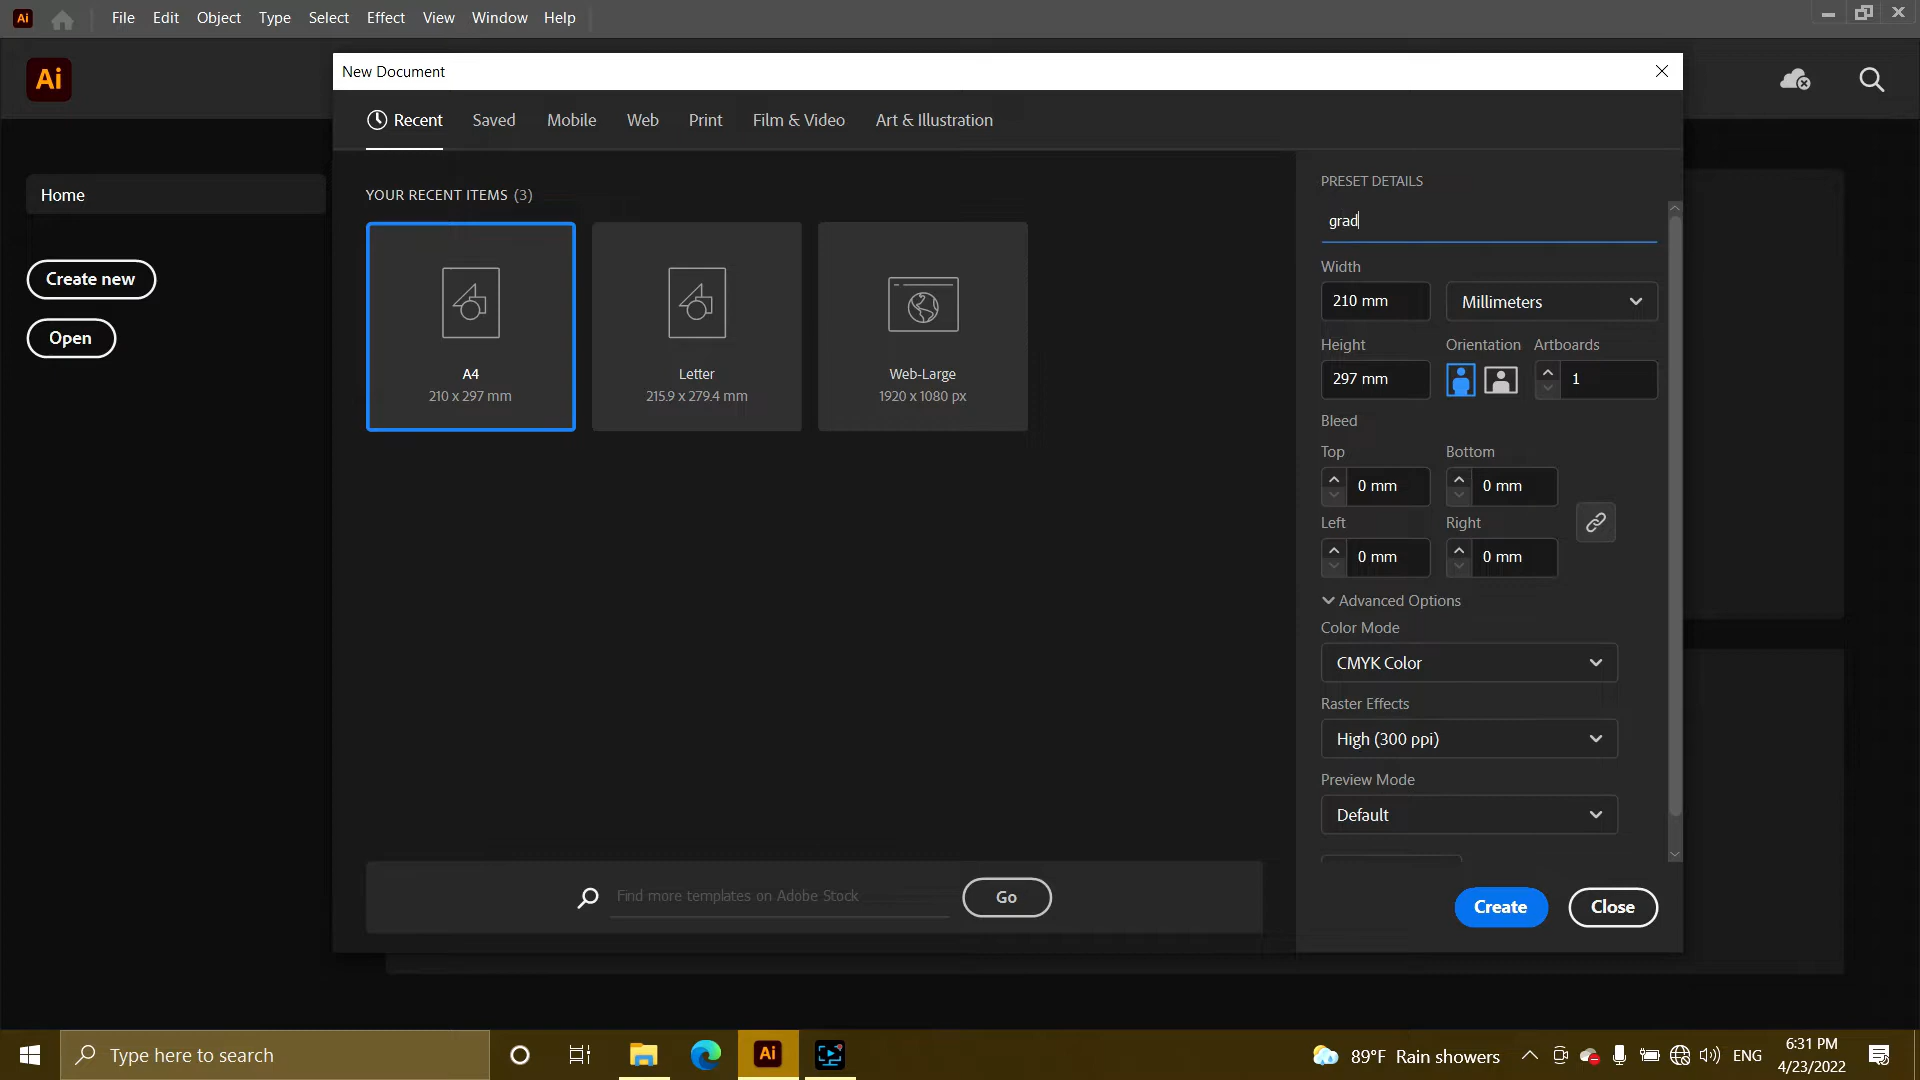 Ai File Edit Object Type Select Effect View Window Help
Ai
New Document
Recent Saved Mobile Web Print Film & Video Art & Illustration
Home
Create new
Open
YOUR RECENT ITEMS (3)
A4
210 x 297 mm
Letter
215.9 x 279.4 mm
Web-Large
1920 x 1080 px
Find more templates on Adobe Stock
Go
PRESET DETAILS
grad
Width
210 mm Millimeters
Height Orientation Artboards
297 mm 1
Bleed
Top Bottom
0 mm 0 mm
Left Right
0 mm 0 mm
Advanced Options
Color Mode
CMYK Color
Raster Effects
High (300 ppi)
Preview Mode
Default
Create Close
Type here to search
Ai
89°F Rain showers
ENG
6:31 PM
4/23/2022